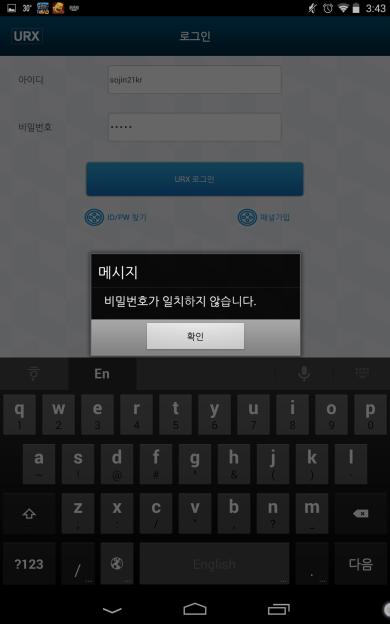 30°
3:43
URX
로그인
아이디
sojin21kr
비밀번호
•••••
URX 로그인
ID/PW 찾기
패널가입
메시지
비밀번호가 일치하지 않습니다.
확인
En
q w e r t y u i o p
1 2 3 4 5 6 7 8 9 0
a s d f g h j k l
~ ! @ # * & ( )
z x c v b n m
/ , ? _
?123 / English . 다음